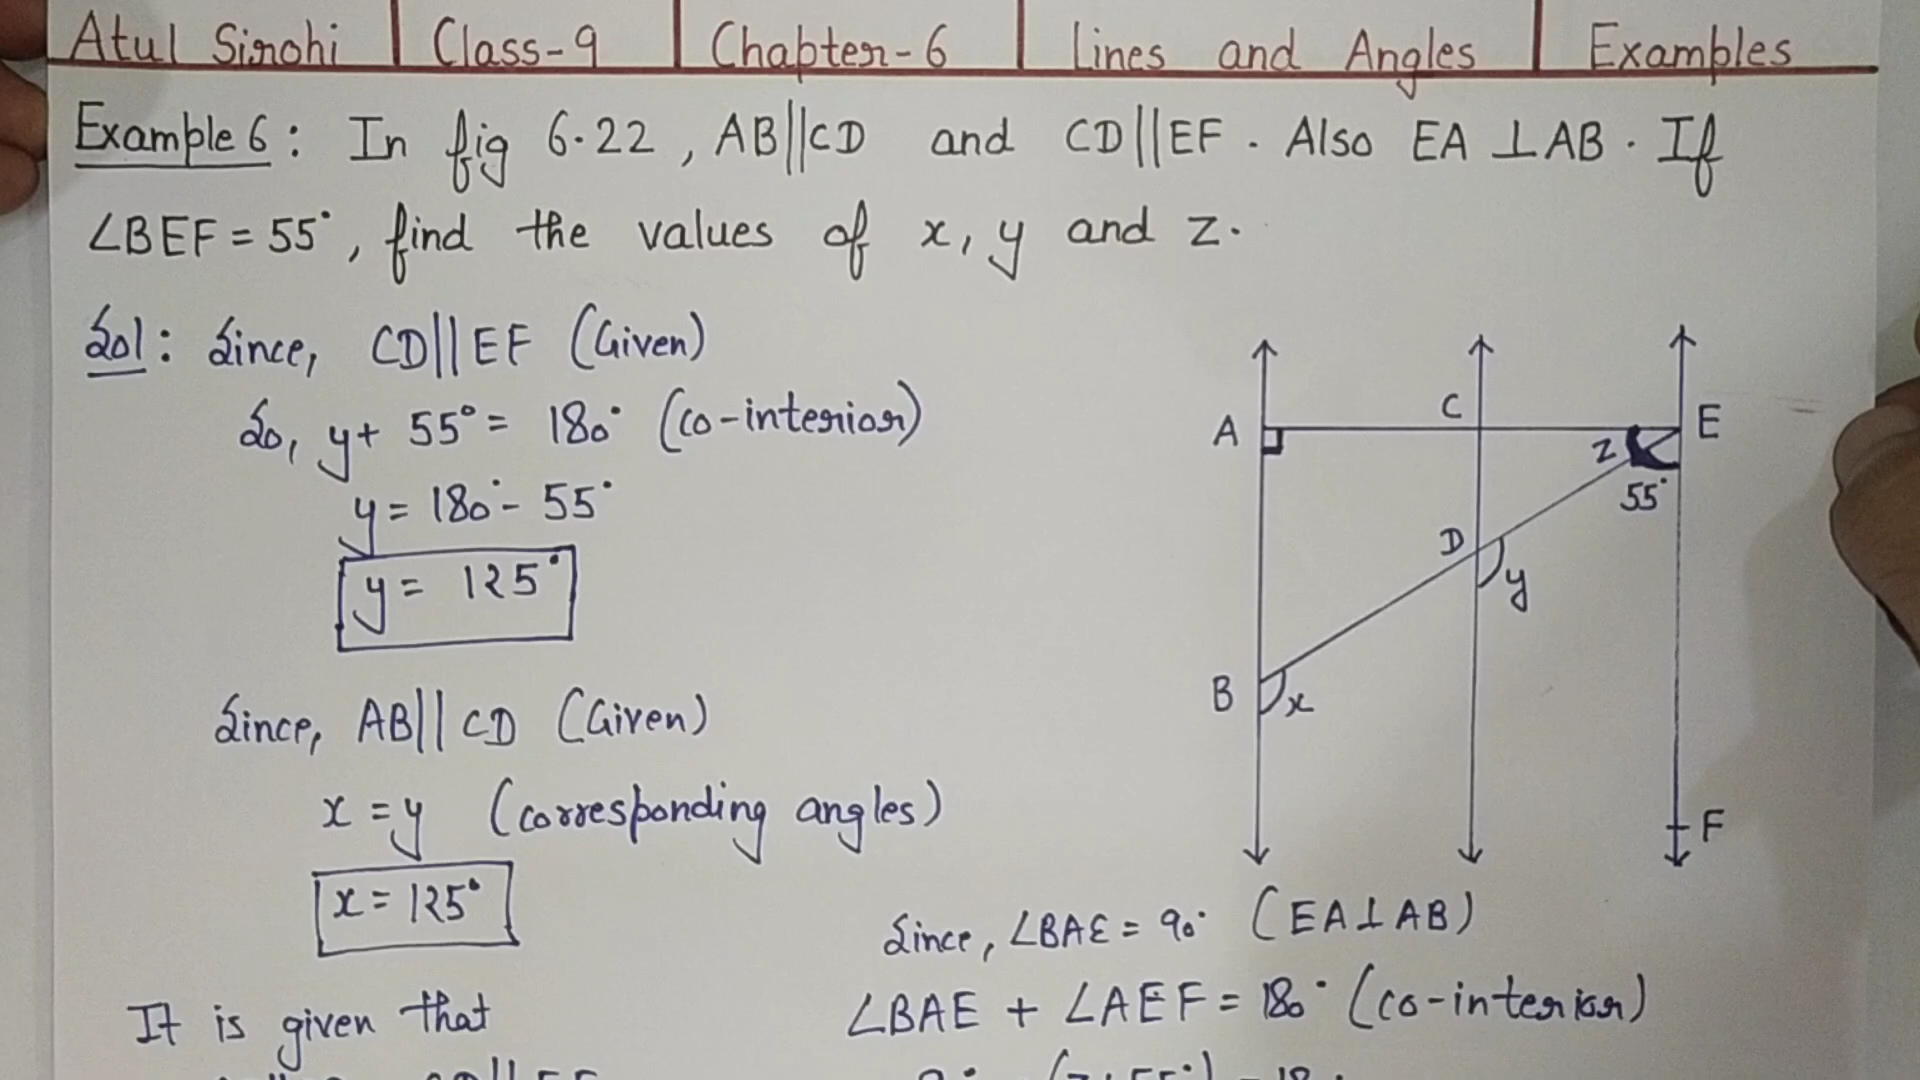 Atul Sirohi | Class-9 | Chapter-6 | Lines and Angles | Examples
Example 6: In fig 6.22, AB||CD and CD||EF. Also EA ⊥ AB. If
∠BEF = 55°, find the values of x, y and z.
Sol: Since, CD||EF (Given)
So, y + 55° = 180° (co-interior)
y = 180° - 55°
y = 125°
Since, AB||CD (Given)
x = y (corresponding angles)
x = 125°
It is given that
A
C
E
z
55°
D
y
B
x
F
Since, ∠BAE = 90° (EA ⊥ AB)
∠BAE + ∠AEF = 180° (co-interior)